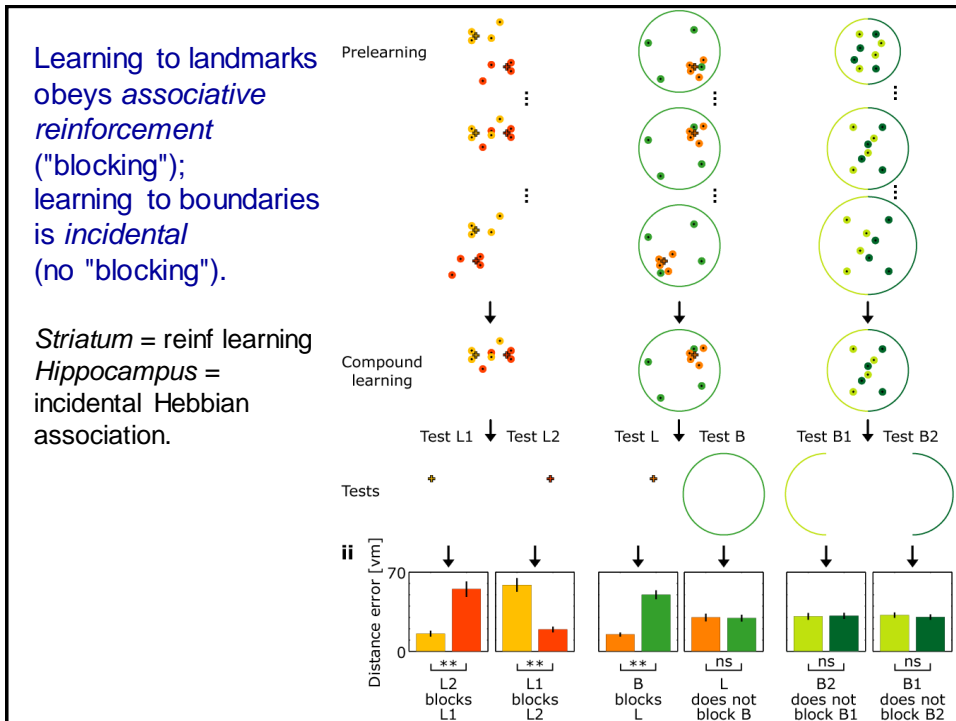 Learning to landmarks
obeys associative
reinforcement
("blocking");
learning to boundaries
is incidental
(no "blocking").
Striatum = reinf learning
Hippocampus =
incidental Hebbian
association.
Prelearning
Compound
learning
Test L1 Test L2 Test L Test B Test B1 Test B2
Tests
ii
Distance error [vm]
70
0
** ** ** ns ns ns
L2
blocks
L1
L1
blocks
L2
B
blocks
L
L
does not
block B
B2
does not
block B1
B1
does not
block B2